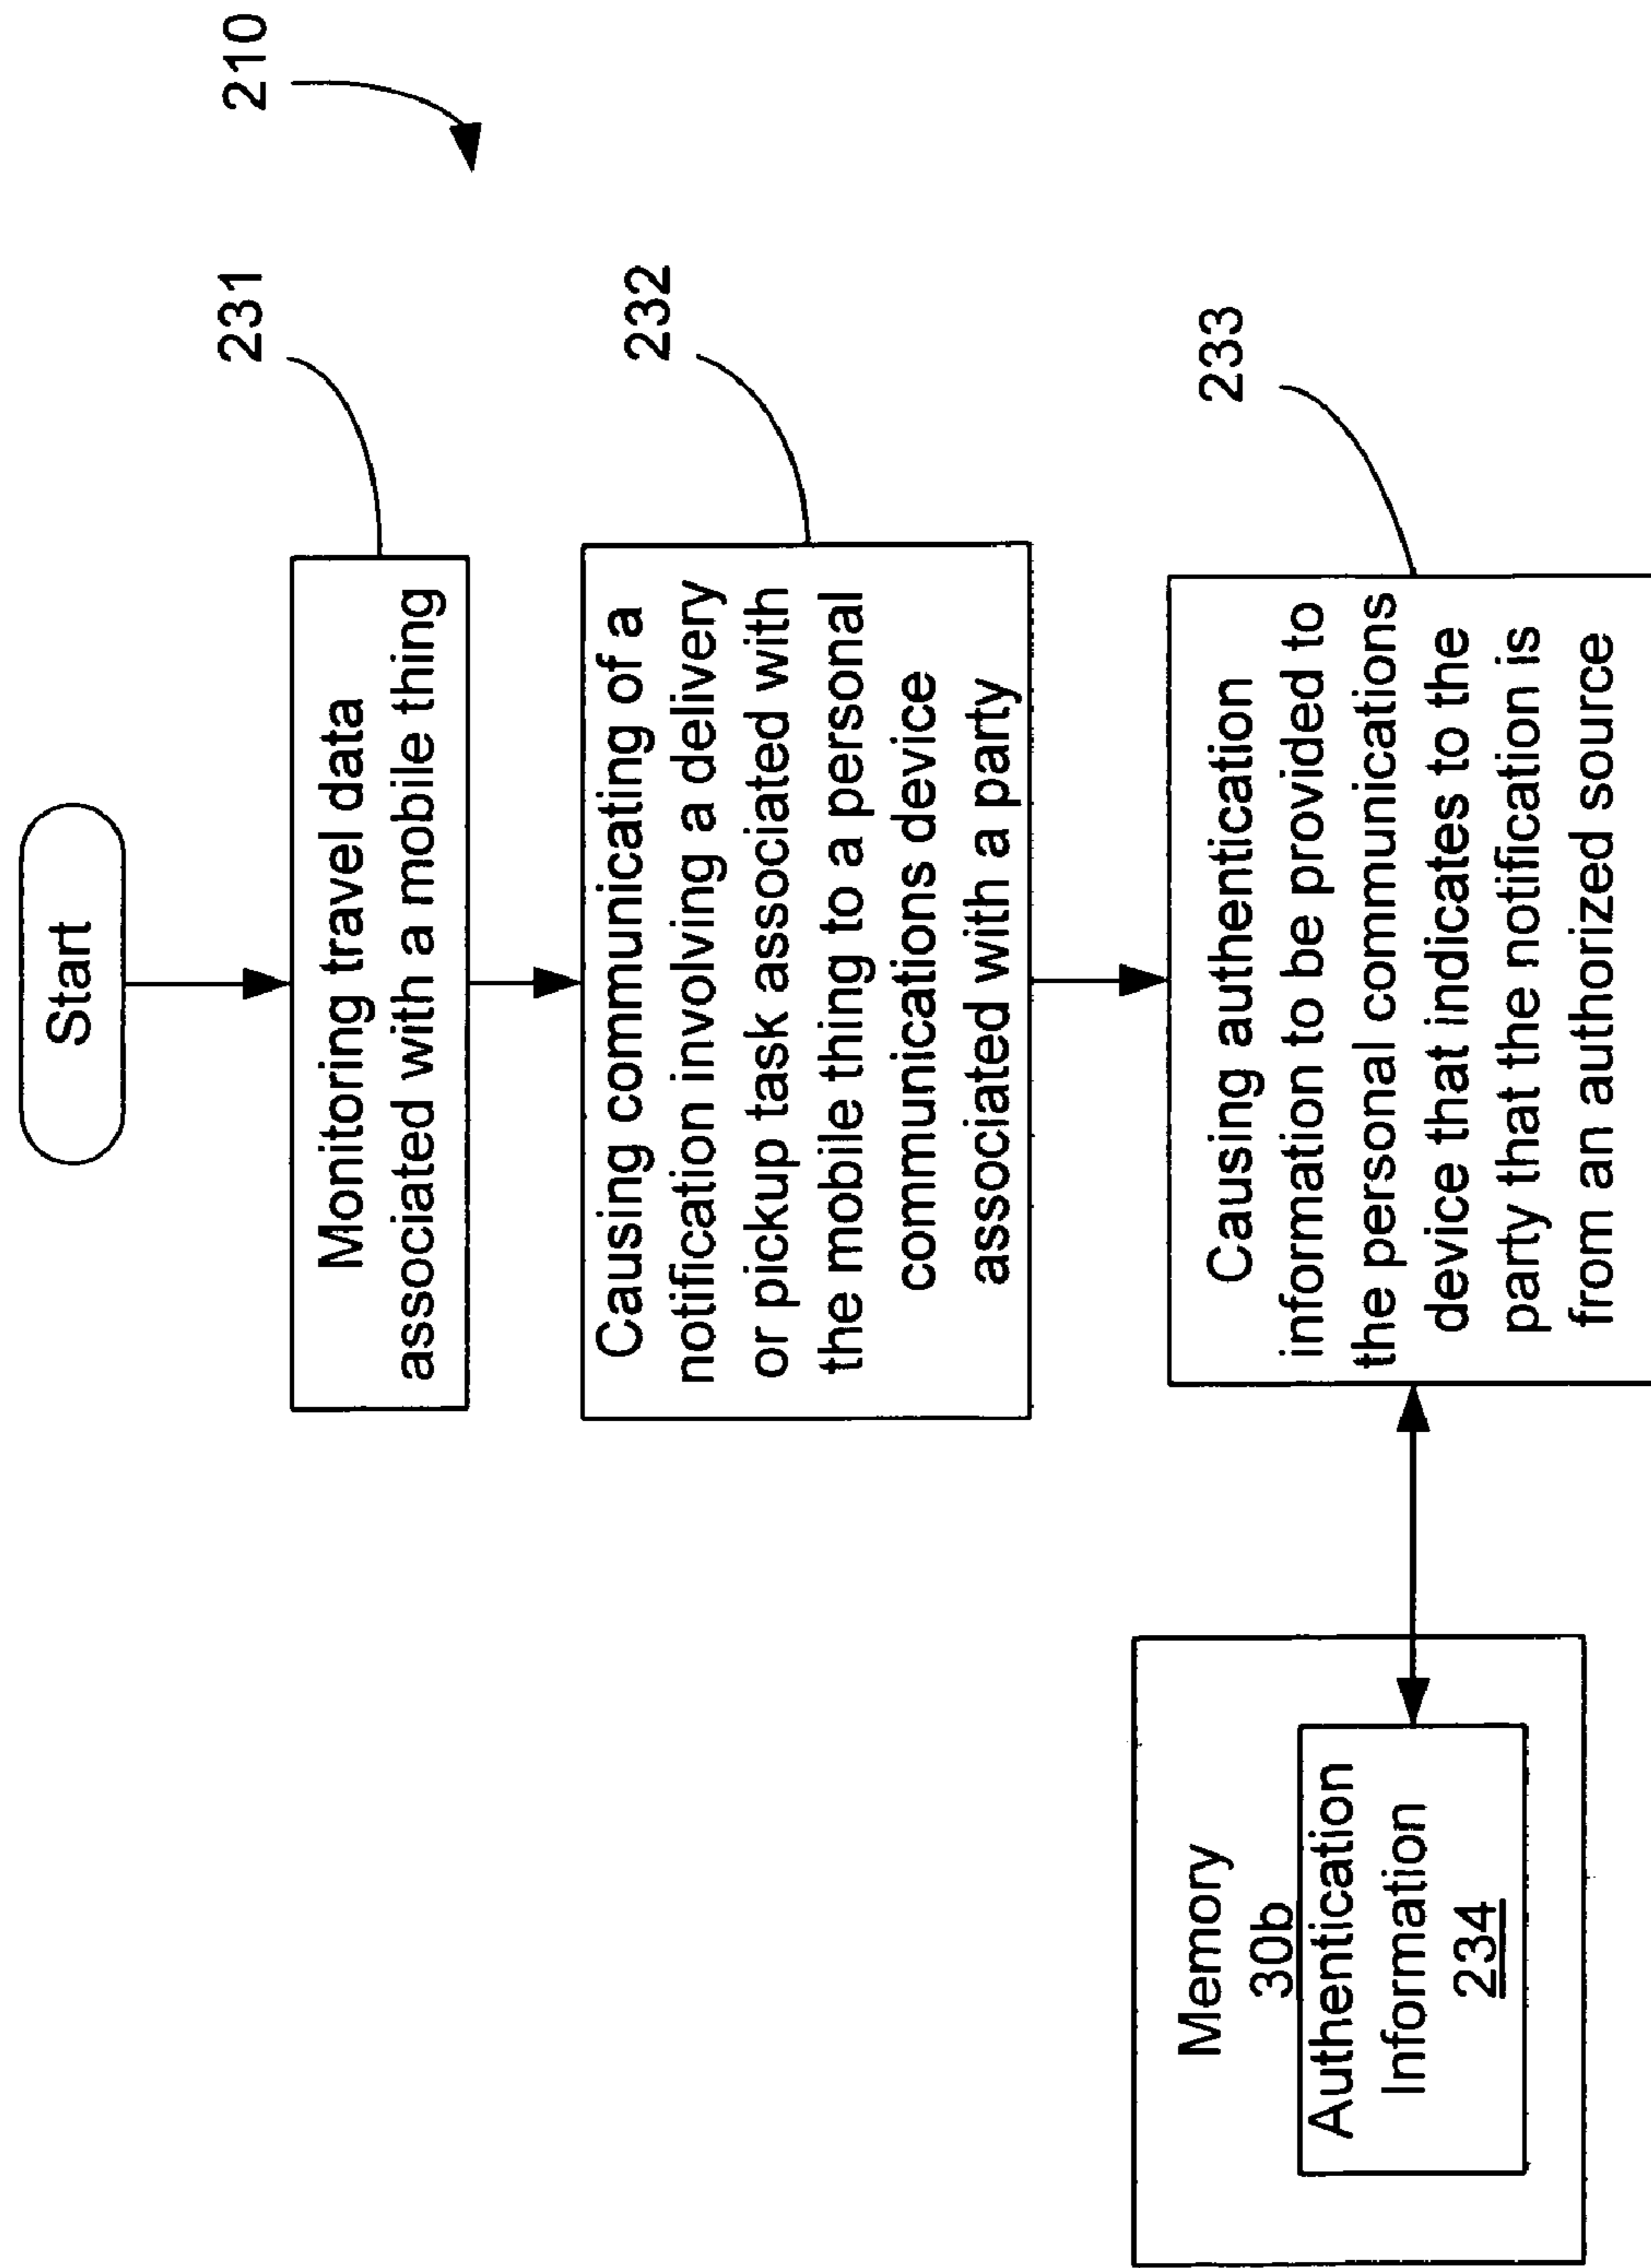 210
Start
231
Monitoring travel data
associated with a mobile thing
232
Causing communicating of a
notification involving a delivery
or pickup task associated with
the mobile thing to a personal
communications device
associated with a party
233
Causing authentication
information to be provided to
the personal communications
device that indicates to the
party that the notification is
from an authorized source
Memory
30b
Authentication
Information
234